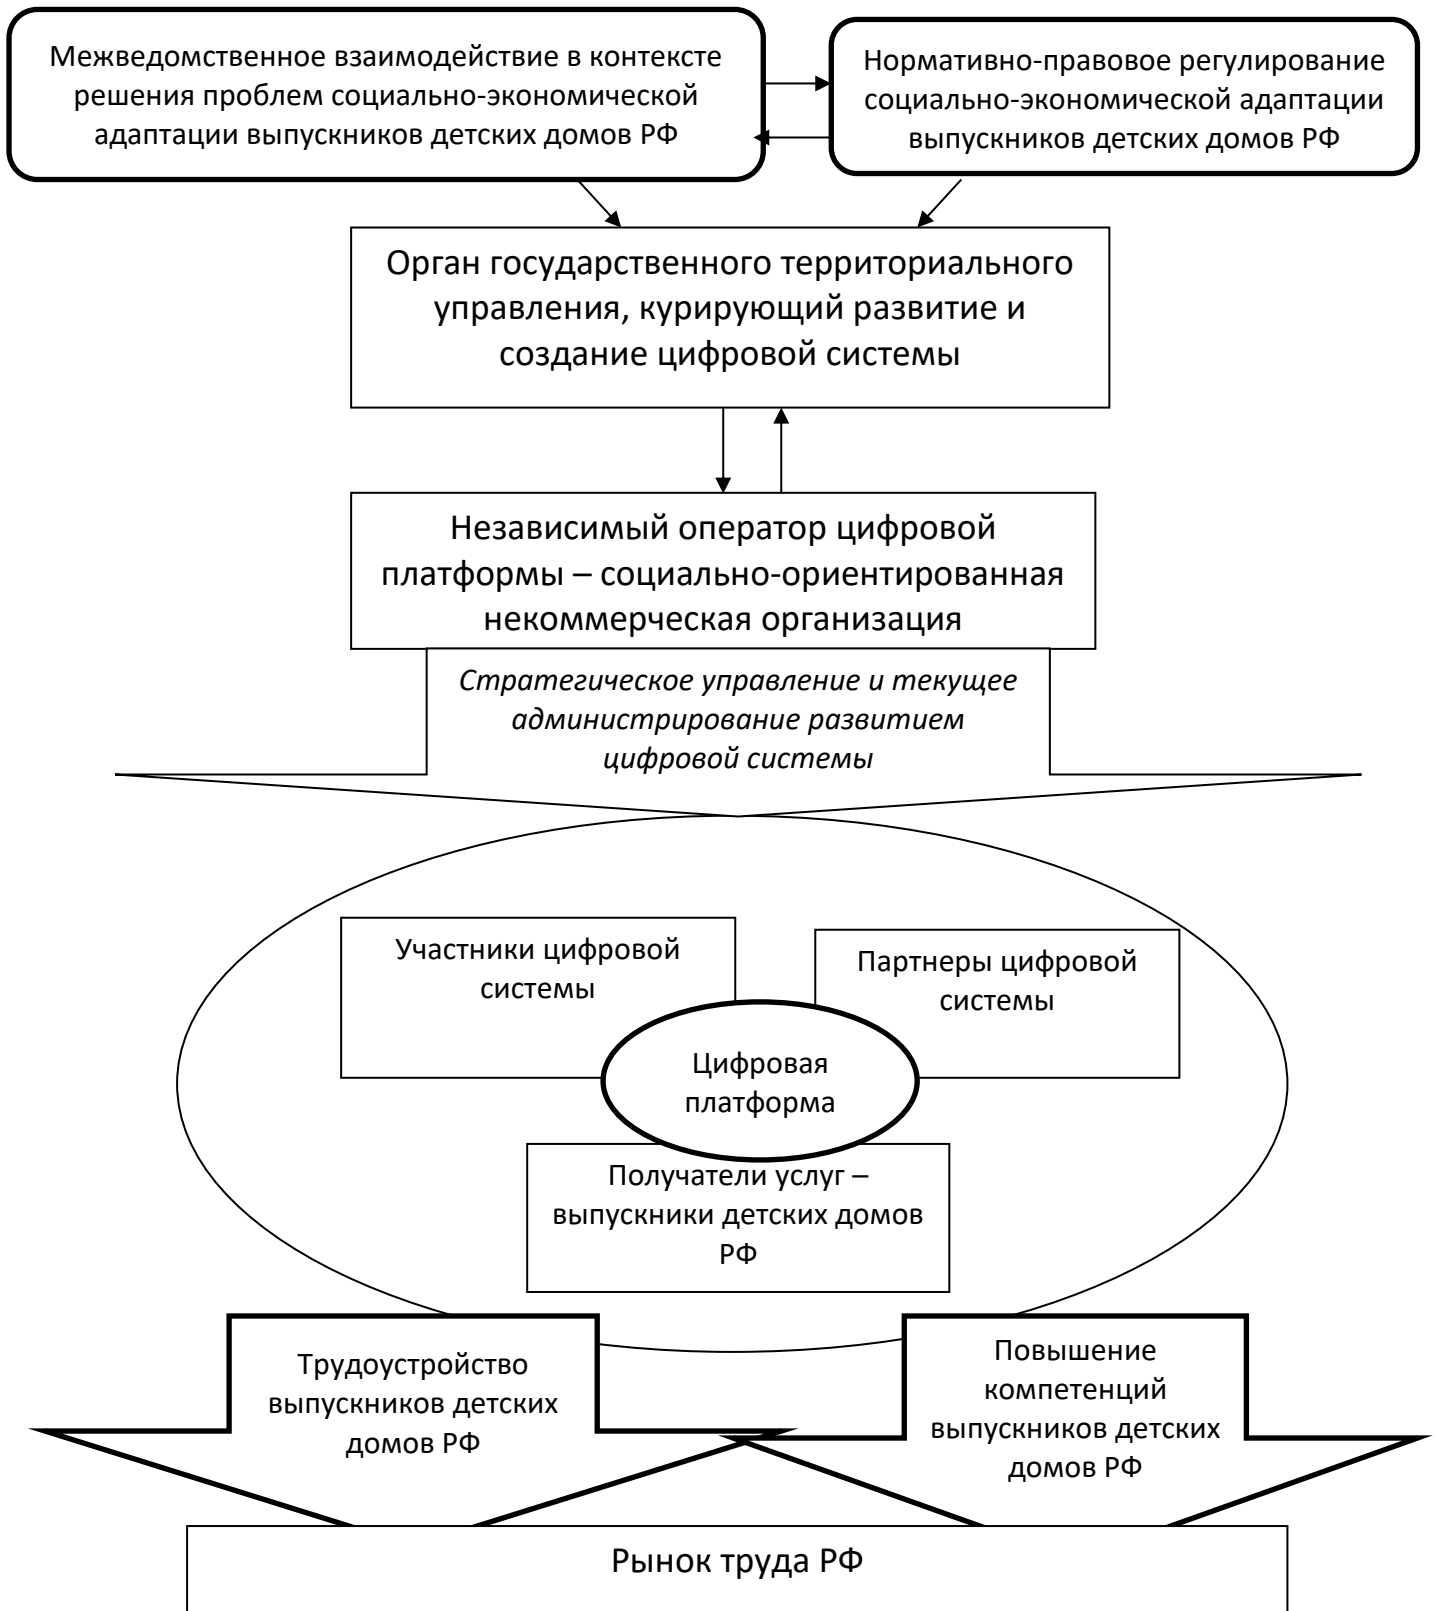 Межведомственное взаимодействие в контексте
решения проблем социально-экономической
адаптации выпускников детских домов РФ
Нормативно-правовое регулирование
социально-экономической адаптации
выпускников детских домов РФ
Орган государственного территориального
управления, курирующий развитие и
создание цифровой системы
Независимый оператор цифровой
платформы – социально-ориентированная
некоммерческая организация
Стратегическое управление и текущее
администрирование развитием
цифровой системы
Участники цифровой
системы
Партнеры цифровой
системы
Цифровая
платформа
Получатели услуг –
выпускники детских домов
РФ
Трудоустройство
выпускников детских
домов РФ
Повышение
компетенций
выпускников детских
домов РФ
Рынок труда РФ